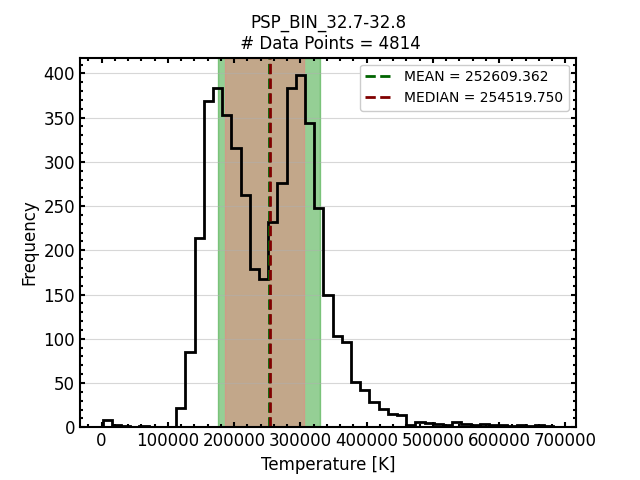 PSP_BIN_32.7-32.8
# Data Points = 4814
MEAN = 252609.362
MEDIAN = 254519.750
Frequency
400
350
300
250
200
150
100
50
0
0 100000 200000 300000 400000 500000 600000 700000
Temperature [K]